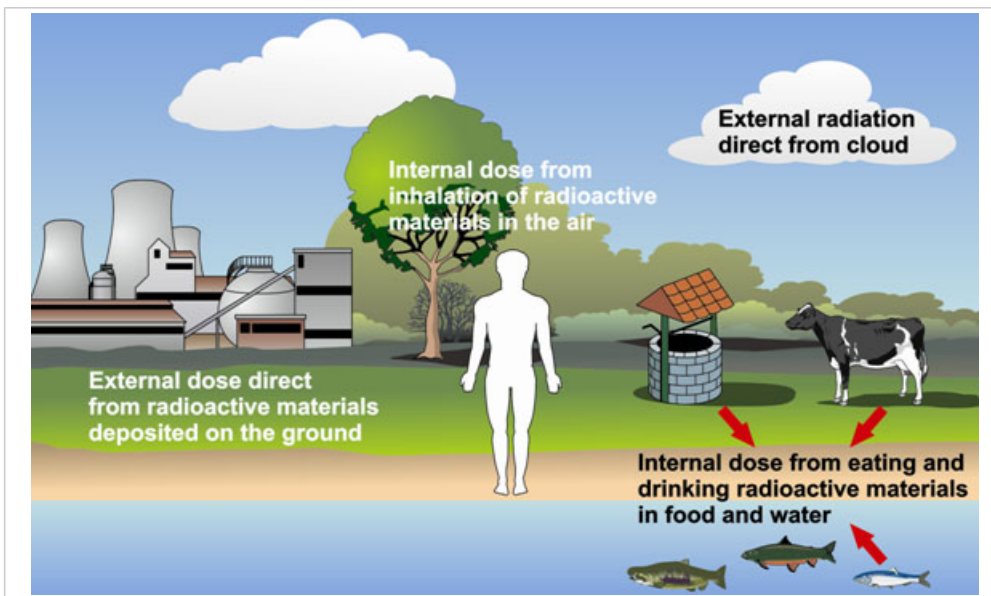 External radiation
direct from cloud
Internal dose from
inhalation of radioactive
materials in the air
External dose direct
from radioactive materials
deposited on the ground
Internal dose from eating and
drinking radioactive materials
in food and water